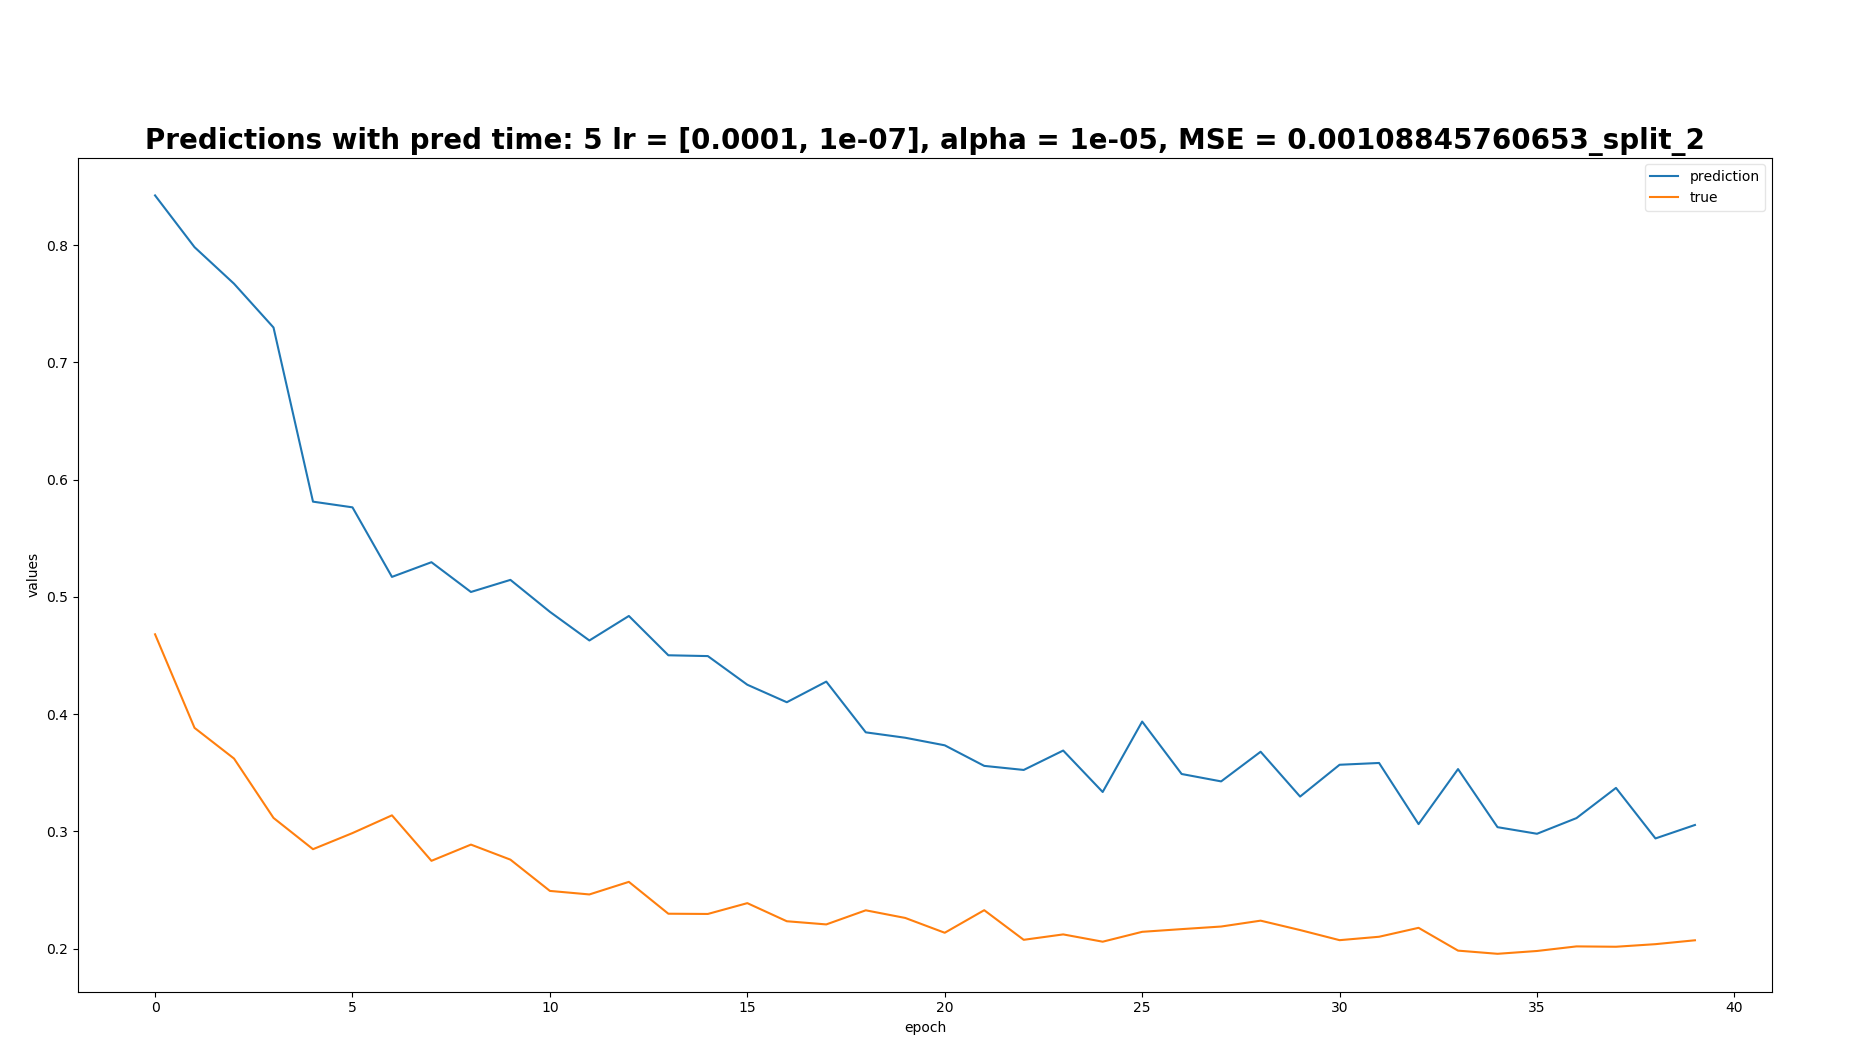 Predictions with pred time: 5 lr = [0.0001, 1e-07], alpha = 1e-05, MSE = 0.00108845760653_split_2
prediction
true
values
0.8
0.7
0.6
0.5
0.4
0.3
0.2
0 5 10 15 20 25 30 35 40
epoch